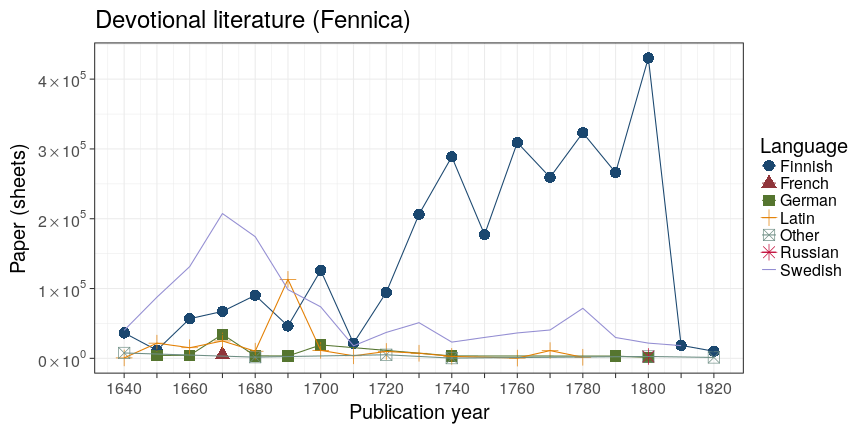 Devotional literature (Fennica)
Paper (sheets)
4×10⁵
3×10⁵
2×10⁵
1×10⁵
0×10⁰
1640 1660 1680 1700 1720 1740 1760 1780 1800 1820
Publication year
Language
Finnish
French
German
Latin
Other
Russian
Swedish